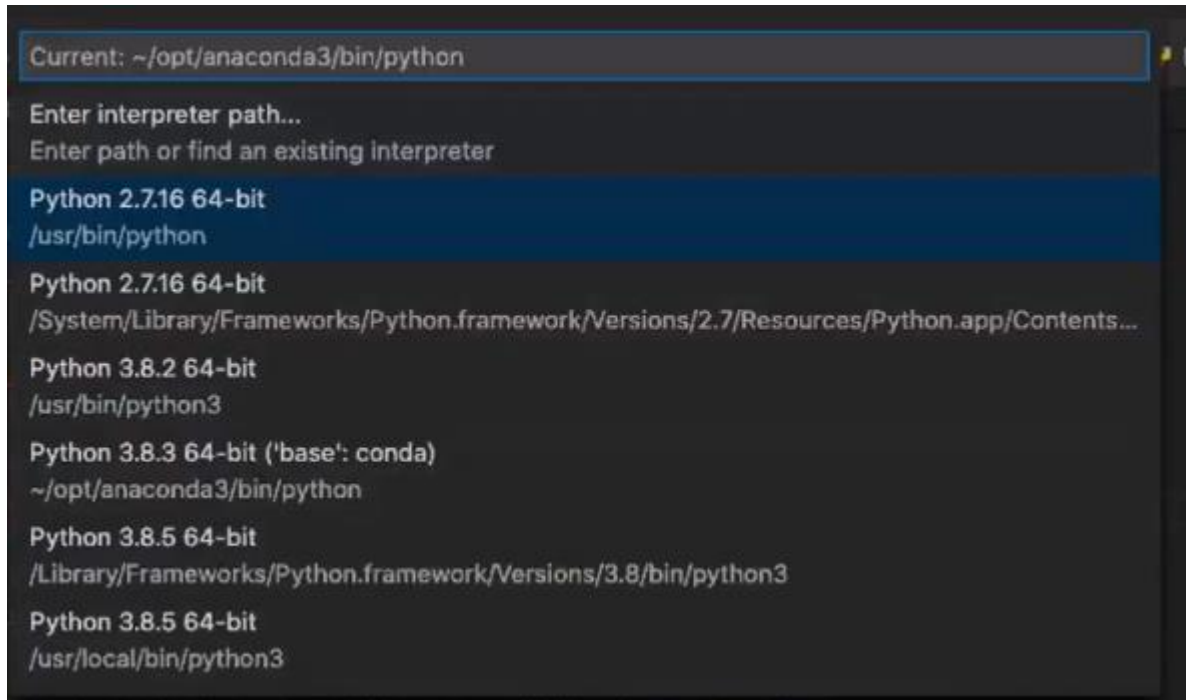 Current: ~/opt/anaconda3/bin/python
Enter interpreter path...
Enter path or find an existing interpreter
Python 2.7.16 64-bit
/usr/bin/python
Python 2.7.16 64-bit
/System/Library/Frameworks/Python.framework/Versions/2.7/Resources/Python.app/Contents...
Python 3.8.2 64-bit
/usr/bin/python3
Python 3.8.3 64-bit ('base': conda)
~/opt/anaconda3/bin/python
Python 3.8.5 64-bit
/Library/Frameworks/Python.framework/Versions/3.8/bin/python3
Python 3.8.5 64-bit
/usr/local/bin/python3